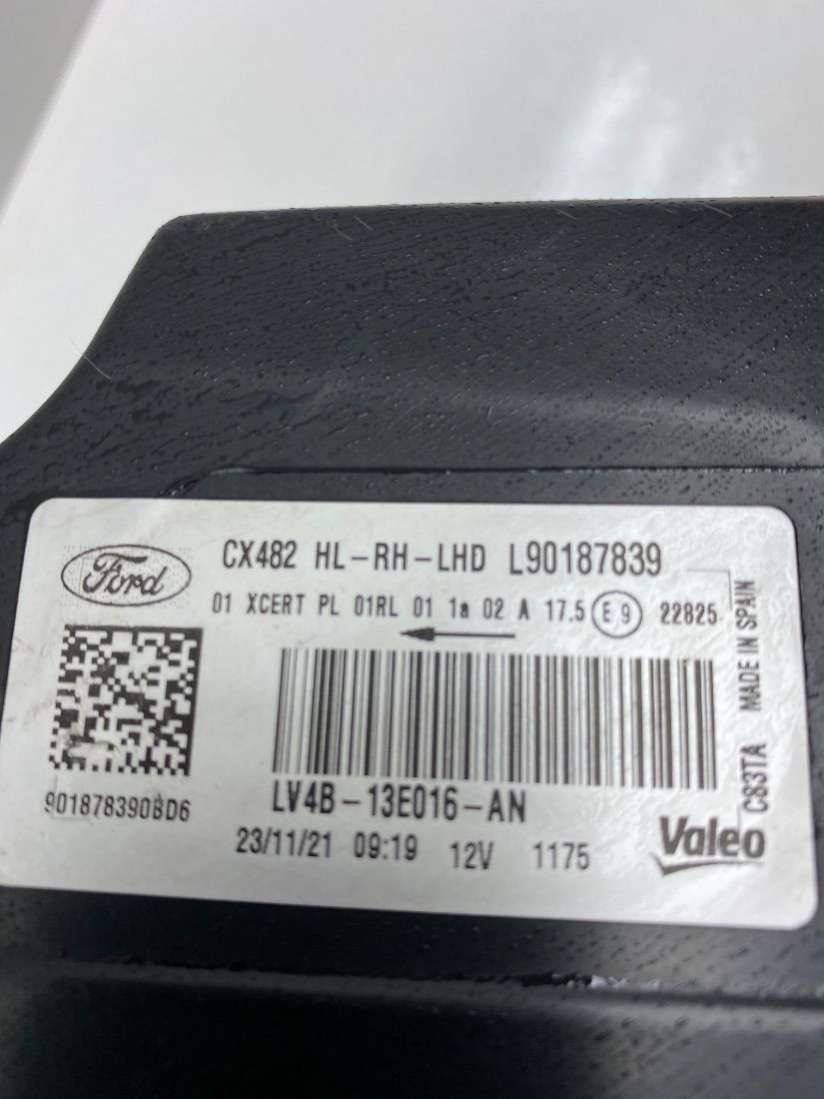 Ford
CX482 HL-RH-LHD L90187839
01 XCERT PL 01RL 01 1a 02 A 17.5 E 9 22825
LV4B-13E016-AN
23/11/21 09:19 12V 1175
901878390BD6
Valeo
C83TA MADE IN SPAIN